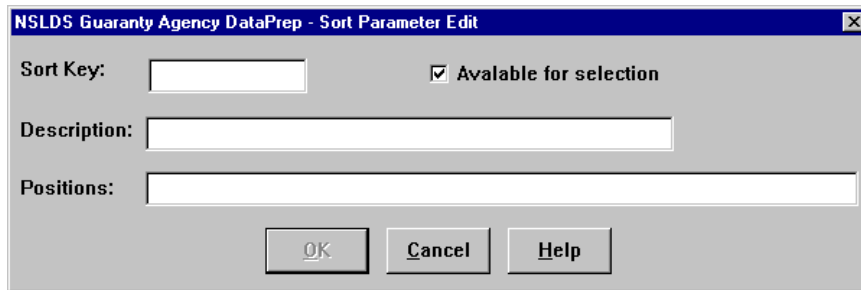 NSLDS Guaranty Agency DataPrep - Sort Parameter Edit
Sort Key: Avalable for selection
Description:
Positions:
OK Cancel Help